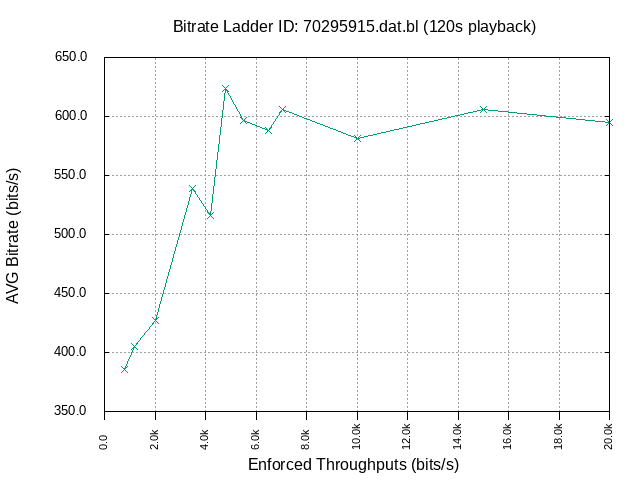 Bitrate Ladder ID: 70295915.dat.bl (120s playback)
650.0
600.0
550.0
500.0
450.0
400.0
350.0
AVG Bitrate (bits/s)
0.0 2.0k 4.0k 6.0k 8.0k 10.0k 12.0k 14.0k 16.0k 18.0k 20.0k
Enforced Throughputs (bits/s)